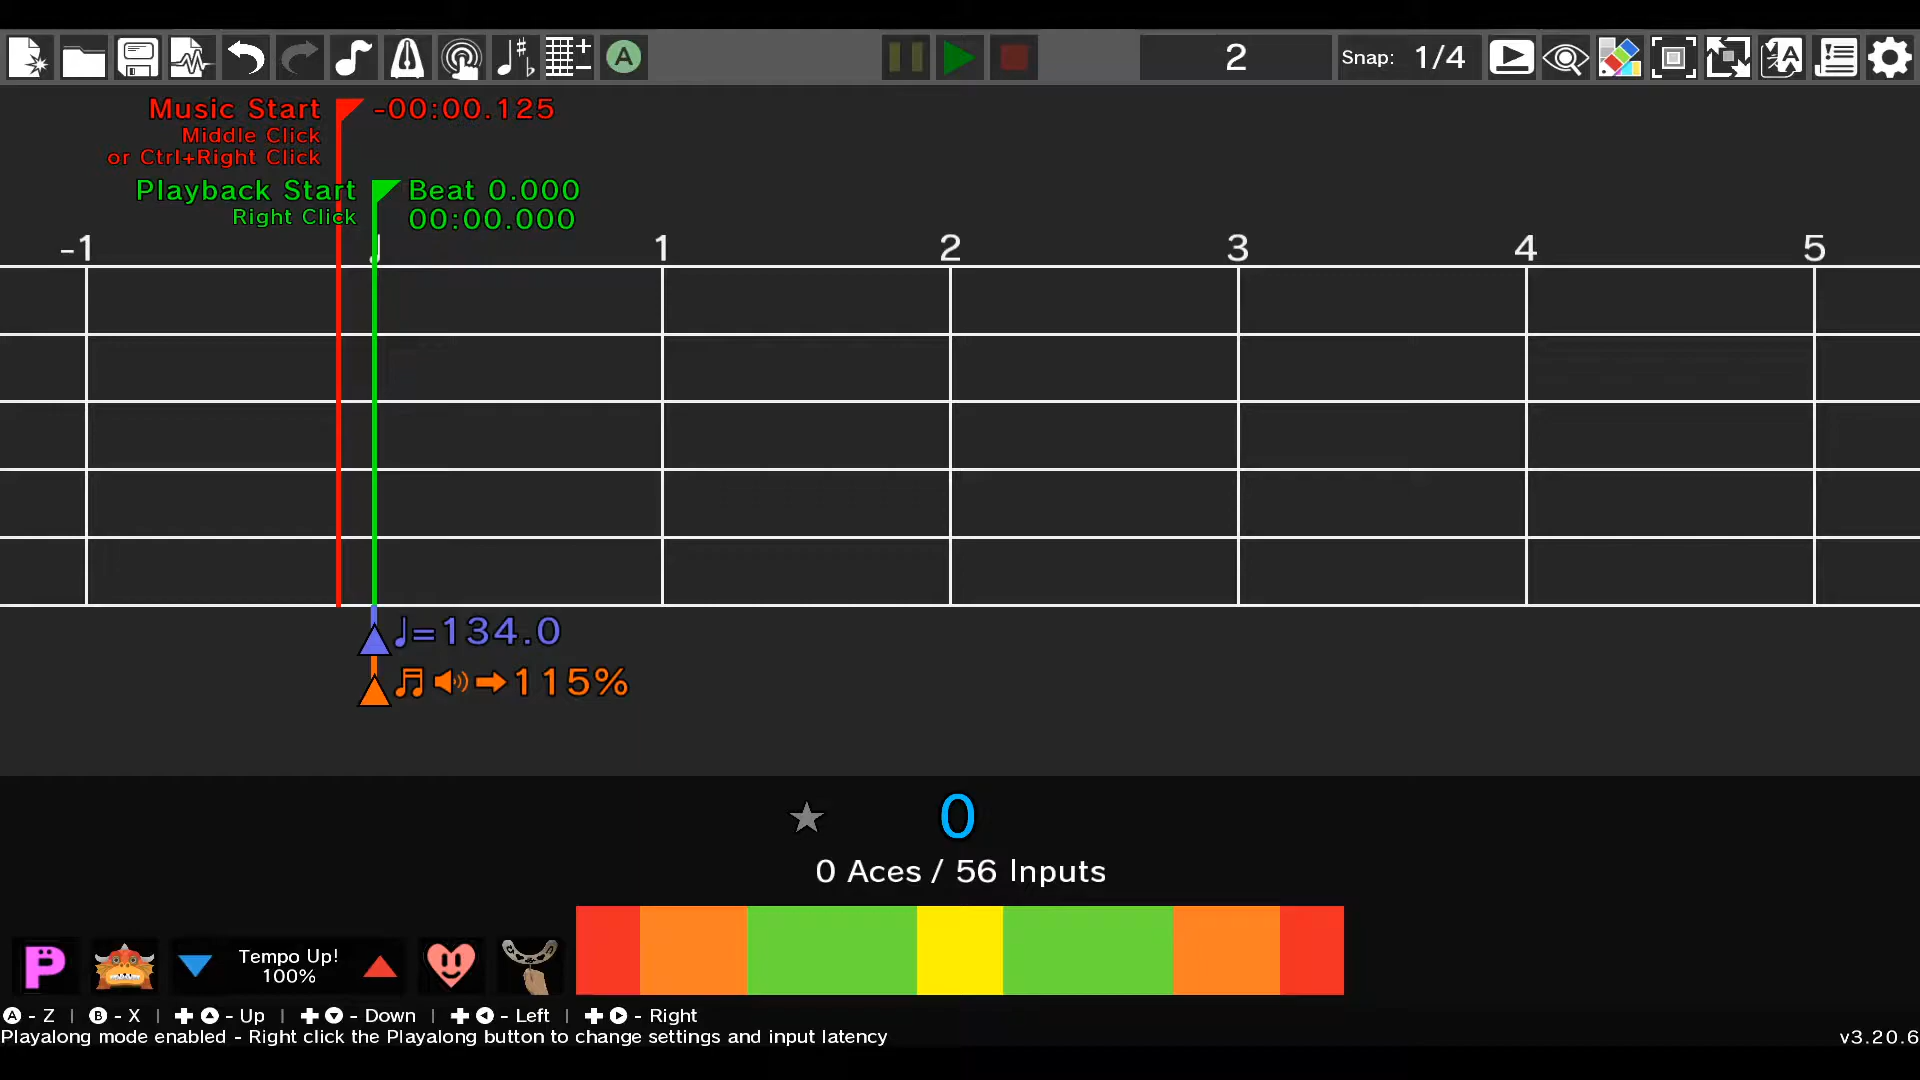 2
Snap: 1/4
A
Music Start -00:00.125
Middle Click
or Ctrl+Right Click
Playback Start Beat 0.000
Right Click 00:00.000
-1 1 2 3 4 5
♩=134.0
115%
★ 0
0 Aces / 56 Inputs
P
Tempo Up!
100%
A - Z | B - X | - Up | - Down | - Left | - Right
Playalong mode enabled - Right click the Playalong button to change settings and input latency
v3.20.6